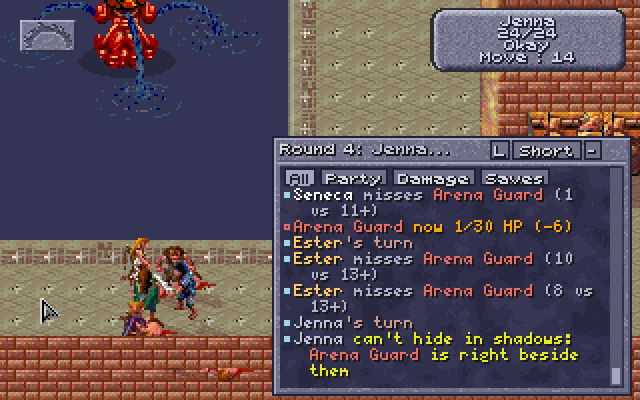 Jenna
24/24
Okay
Move : 14
Round 4: Jenna... L Short -
All Party Damage Saves
Seneca misses Arena Guard (1
vs 11+)
Arena Guard now 1/30 HP (-6)
Ester's turn
Ester misses Arena Guard (10
vs 13+)
Ester misses Arena Guard (8 vs
13+)
Jenna's turn
Jenna can't hide in shadows:
Arena Guard is right beside
them